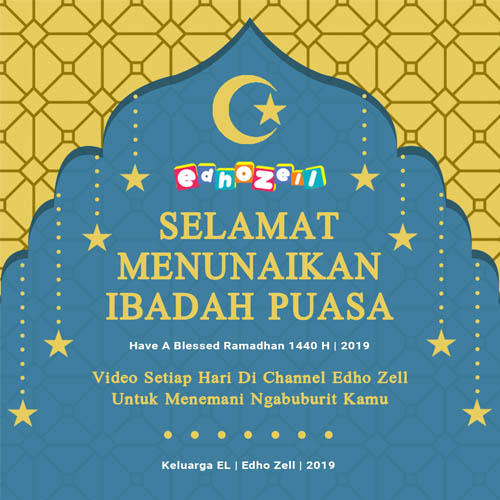 edhozell
SELAMAT
MENUNAIKAN
IBADAH PUASA
Have A Blessed Ramadhan 1440 H | 2019
Video Setiap Hari Di Channel Edho Zell
Untuk Menemani Ngabuburit Kamu
Keluarga EL | Edho Zell | 2019